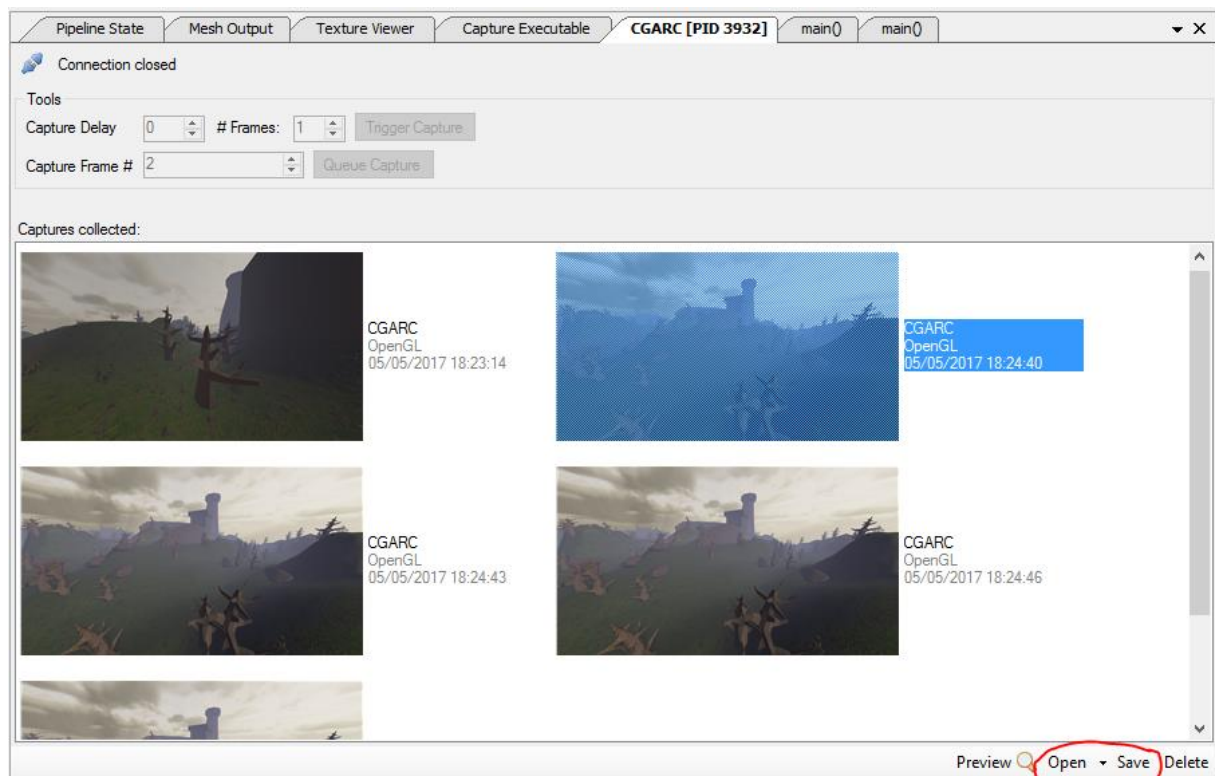 Pipeline State Mesh Output Texture Viewer Capture Executable CGARC [PID 3932] main() main()
Connection closed
Tools
Capture Delay 0 # Frames: 1 Trigger Capture
Capture Frame # 2 Queue Capture
Captures collected:
CGARC
OpenGL
05/05/2017 18:23:14
CGARC
OpenGL
05/05/2017 18:24:40
CGARC
OpenGL
05/05/2017 18:24:43
CGARC
OpenGL
05/05/2017 18:24:46
Preview Open Save Delete